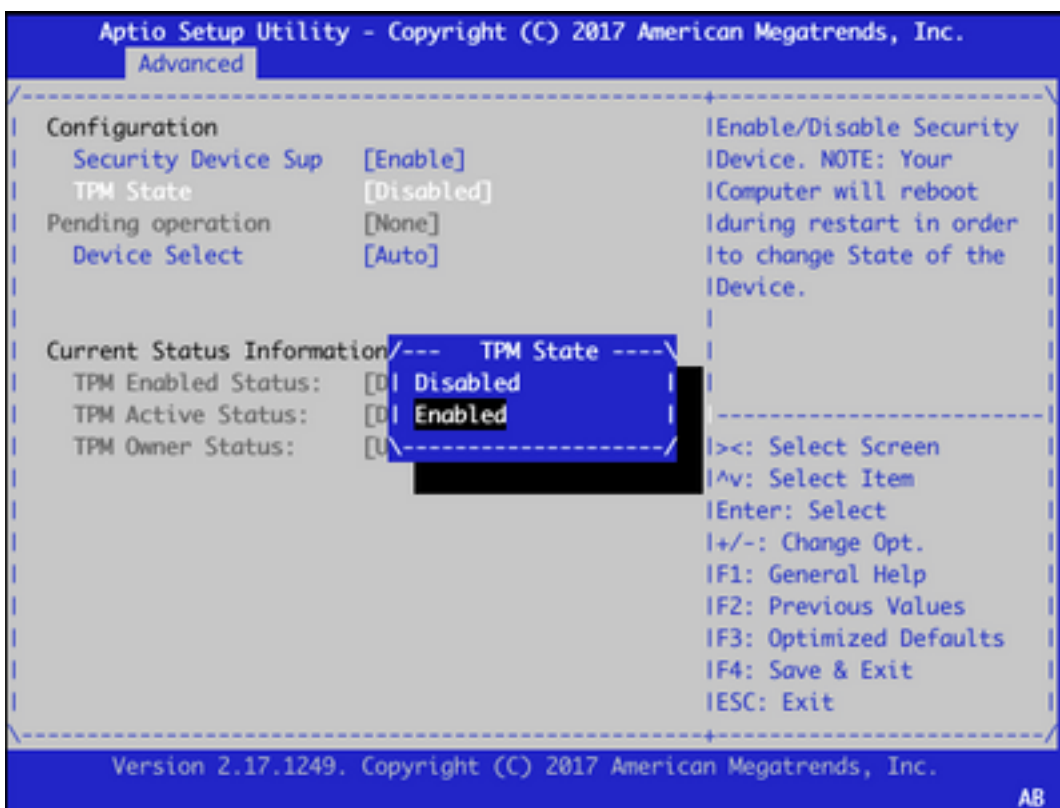 Aptio Setup Utility - Copyright (C) 2017 American Megatrends, Inc.
Advanced
Configuration
Security Device Sup [Enable]
TPM State [Disabled]
Pending operation [None]
Device Select [Auto]
Current Status Information
TPM Enabled Status: [D
TPM Active Status: [D
TPM Owner Status: [U
TPM State
Disabled
Enabled
Enable/Disable Security
Device. NOTE: Your
Computer will reboot
during restart in order
to change State of the
Device.
><: Select Screen
^v: Select Item
Enter: Select
+/-: Change Opt.
F1: General Help
F2: Previous Values
F3: Optimized Defaults
F4: Save & Exit
ESC: Exit
Version 2.17.1249. Copyright (C) 2017 American Megatrends, Inc.
AB